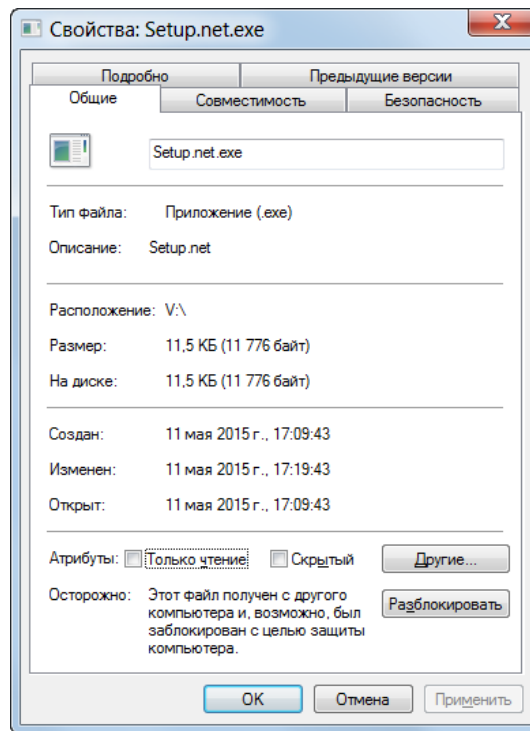 Свойства: Setup.net.exe
Подробно Предыдущие версии
Общие Совместимость Безопасность
Setup.net.exe
Тип файла: Приложение (.exe)
Описание: Setup.net
Расположение: V:\
Размер: 11,5 КБ (11 776 байт)
На диске: 11,5 КБ (11 776 байт)
Создан: 11 мая 2015 г., 17:09:43
Изменен: 11 мая 2015 г., 17:19:43
Открыт: 11 мая 2015 г., 17:09:43
Атрибуты: Только чтение Скрытый Другие...
Осторожно: Этот файл получен с другого
компьютера и, возможно, был
заблокирован с целью защиты
компьютера.
Разблокировать
OK Отмена Применить